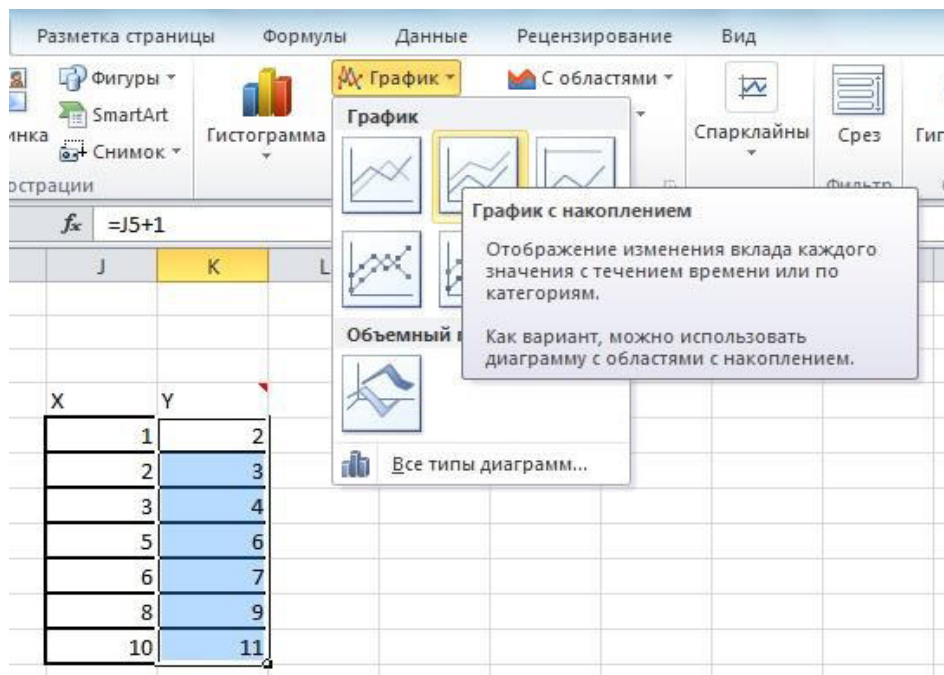 Разметка страницы Формулы Данные Рецензирование Вид
Фигуры График С областями
SmartArt
Гистограмма Спарклайны Срез
Снимок
График
График с накоплением
fx =J5+1
Отображение изменения вклада каждого
значения с течением времени или по
категориям.
J K L
Как вариант, можно использовать
диаграмму с областями с накоплением.
X Y
1 2
Все типы диаграмм...
2 3
3 4
5 6
6 7
8 9
10 11